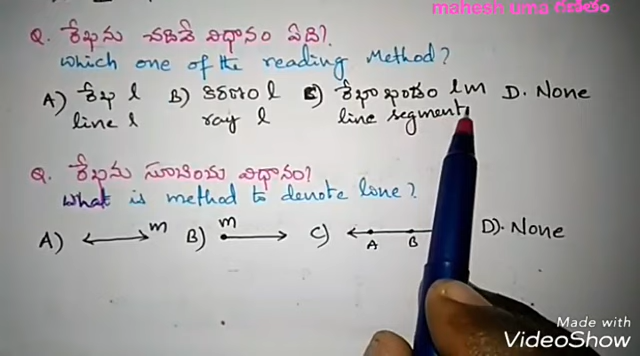 mahesh uma గణితం
Q. రేఖను చదివే విధానం ఏది?
Which one of the reading Method?
A) రేఖ l B) కిరణం l C) రేఖా ఖండం lm D. None
line l ray l line segment
Q. రేఖను సూచించు విధానం?
What is method to denote line?
A) m B) m C) A B D). None
Made with
VideoShow